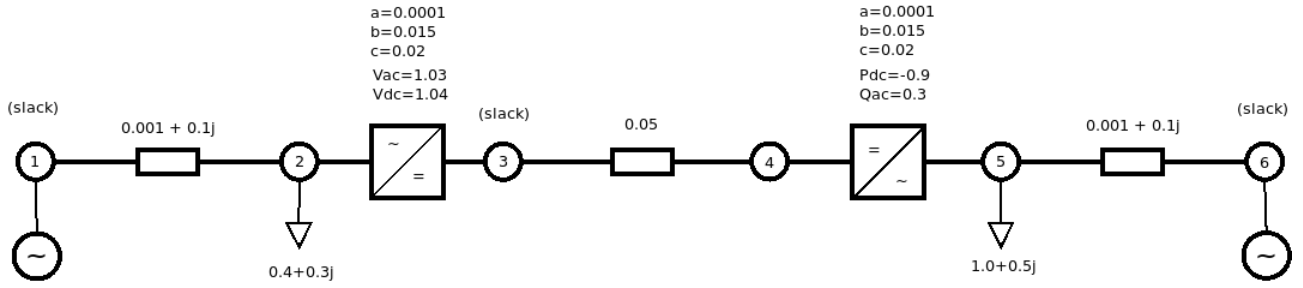 a=0.0001
b=0.015
c=0.02
Vac=1.03
Vdc=1.04
a=0.0001
b=0.015
c=0.02
Pdc=-0.9
Qac=0.3
(slack)
0.001 + 0.1j
(slack)
0.05
0.001 + 0.1j
(slack)
1
2
~
=
3
4
=
~
5
6
~
0.4+0.3j
1.0+0.5j
~